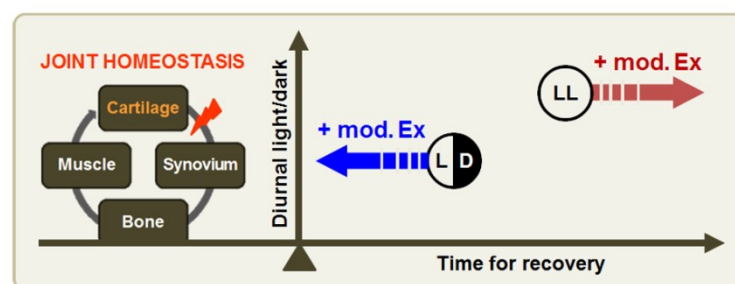 JOINT HOMEOSTASIS
Cartilage
Muscle
Synovium
Bone
Diurnal light/dark
+ mod. Ex
L D
LL
+ mod. Ex
Time for recovery